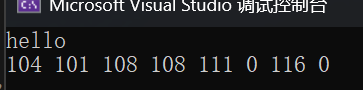 Microsoft Visual Studio 调试控制台
hello
104 101 108 108 111 0 116 0